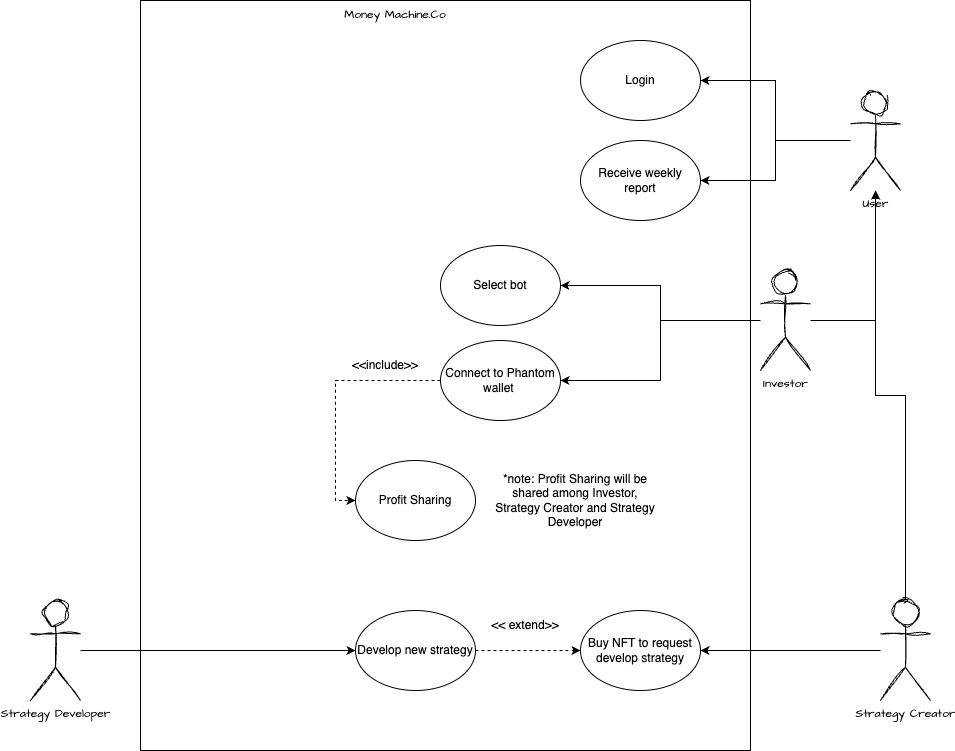 Money Machine.Co
Login
Receive weekly
report
User
Select bot
<<include>>
Connect to Phantom
wallet
Investor
Profit Sharing
*note: Profit Sharing will be
shared among Investor,
Strategy Creator and Strategy
Developer
Develop new strategy
<< extend>>
Buy NFT to request
develop strategy
Strategy Developer
Strategy Creator